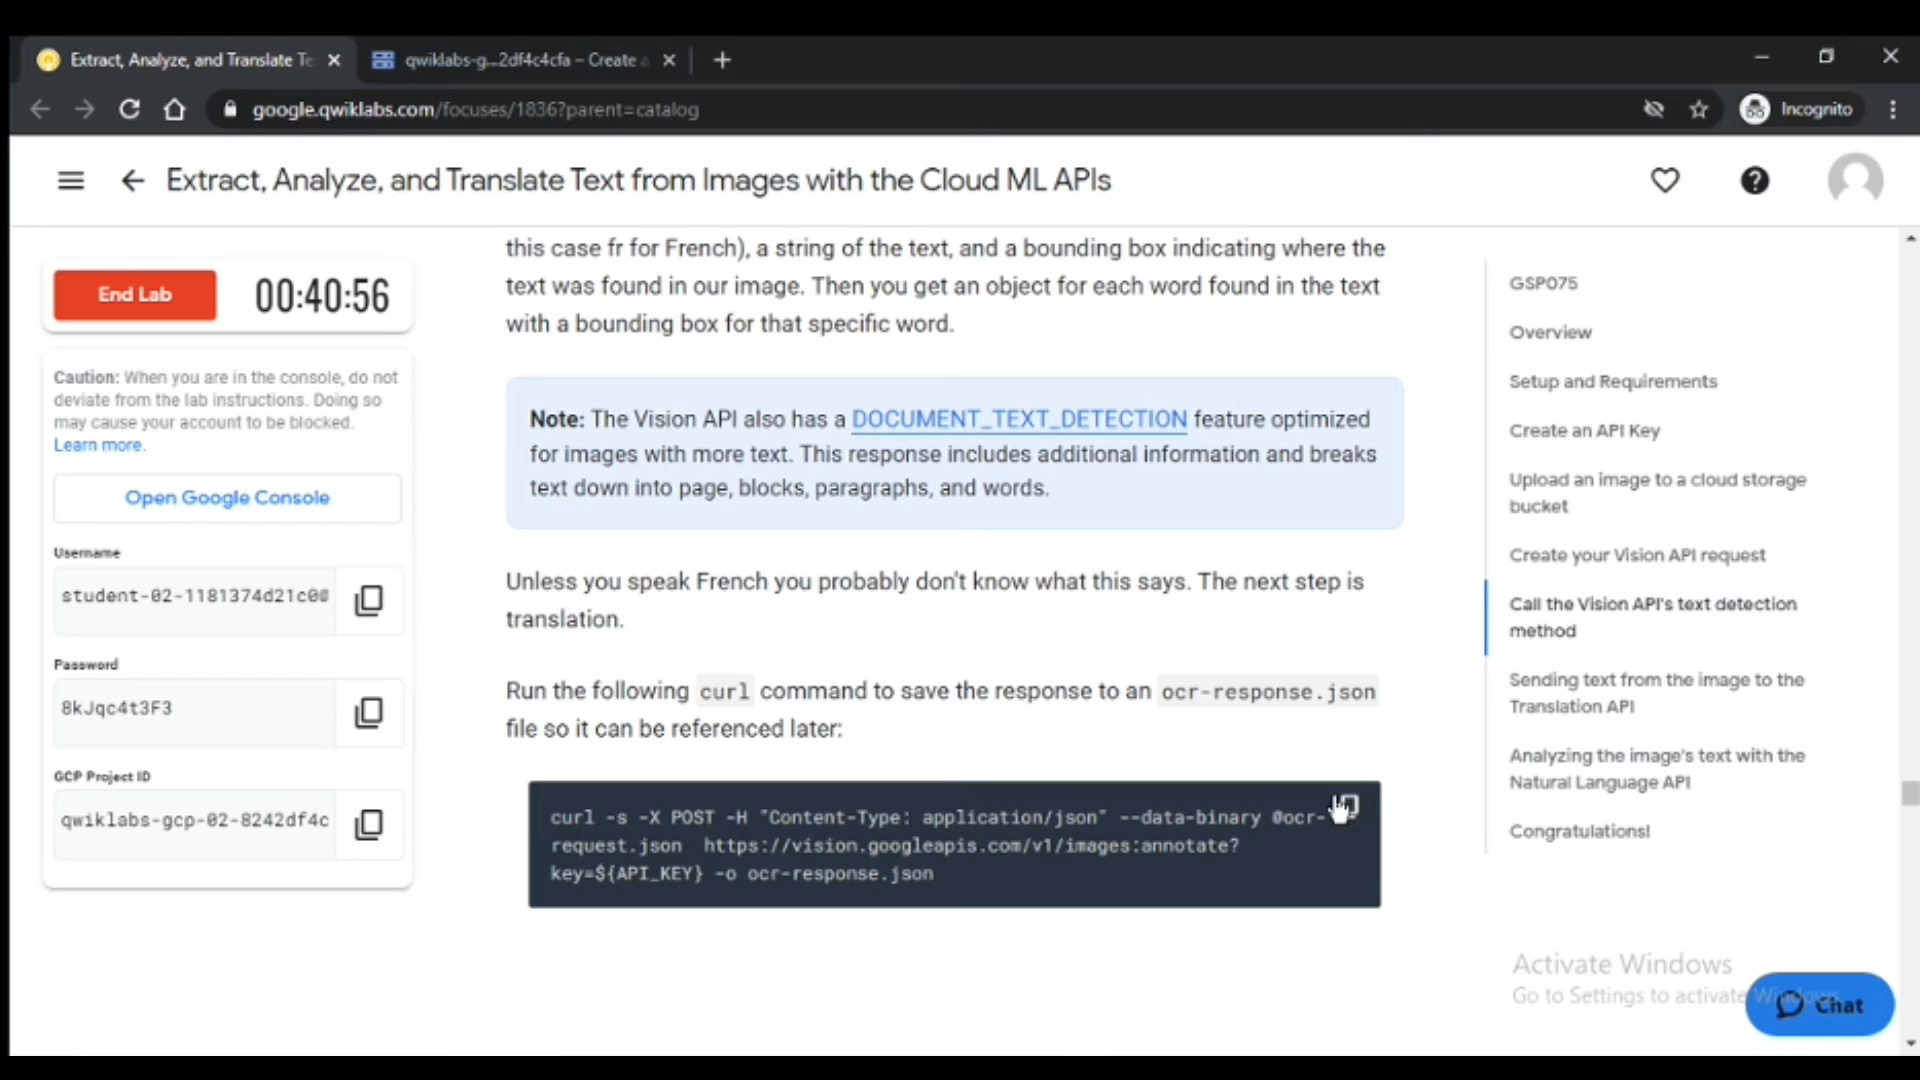 Extract, Analyze, and Translate Te
qwiklabs-g...2df4c4cfa – Create a
google.qwiklabs.com/focuses/1836?parent=catalog
Incognito
Extract, Analyze, and Translate Text from Images with the Cloud ML APIs
End Lab
00:40:56
Caution: When you are in the console, do not
deviate from the lab instructions. Doing so
may cause your account to be blocked.
Learn more.
Open Google Console
Username
student-02-1181374d21c00
Password
8kJqc4t3F3
GCP Project ID
qwiklabs-gcp-02-8242df4c
this case fr for French), a string of the text, and a bounding box indicating where the
text was found in our image. Then you get an object for each word found in the text
with a bounding box for that specific word.
Note: The Vision API also has a DOCUMENT_TEXT_DETECTION feature optimized
for images with more text. This response includes additional information and breaks
text down into page, blocks, paragraphs, and words.
Unless you speak French you probably don't know what this says. The next step is
translation.
Run the following curl command to save the response to an ocr-response.json
file so it can be referenced later:
curl -s -X POST -H "Content-Type: application/json" --data-binary @ocr-
request.json  https://vision.googleapis.com/v1/images:annotate?
key=${API_KEY} -o ocr-response.json
GSP075
Overview
Setup and Requirements
Create an API Key
Upload an image to a cloud storage
bucket
Create your Vision API request
Call the Vision API's text detection
method
Sending text from the image to the
Translation API
Analyzing the image's text with the
Natural Language API
Congratulations!
Activate Windows
Go to Settings to activate Windows.
Chat